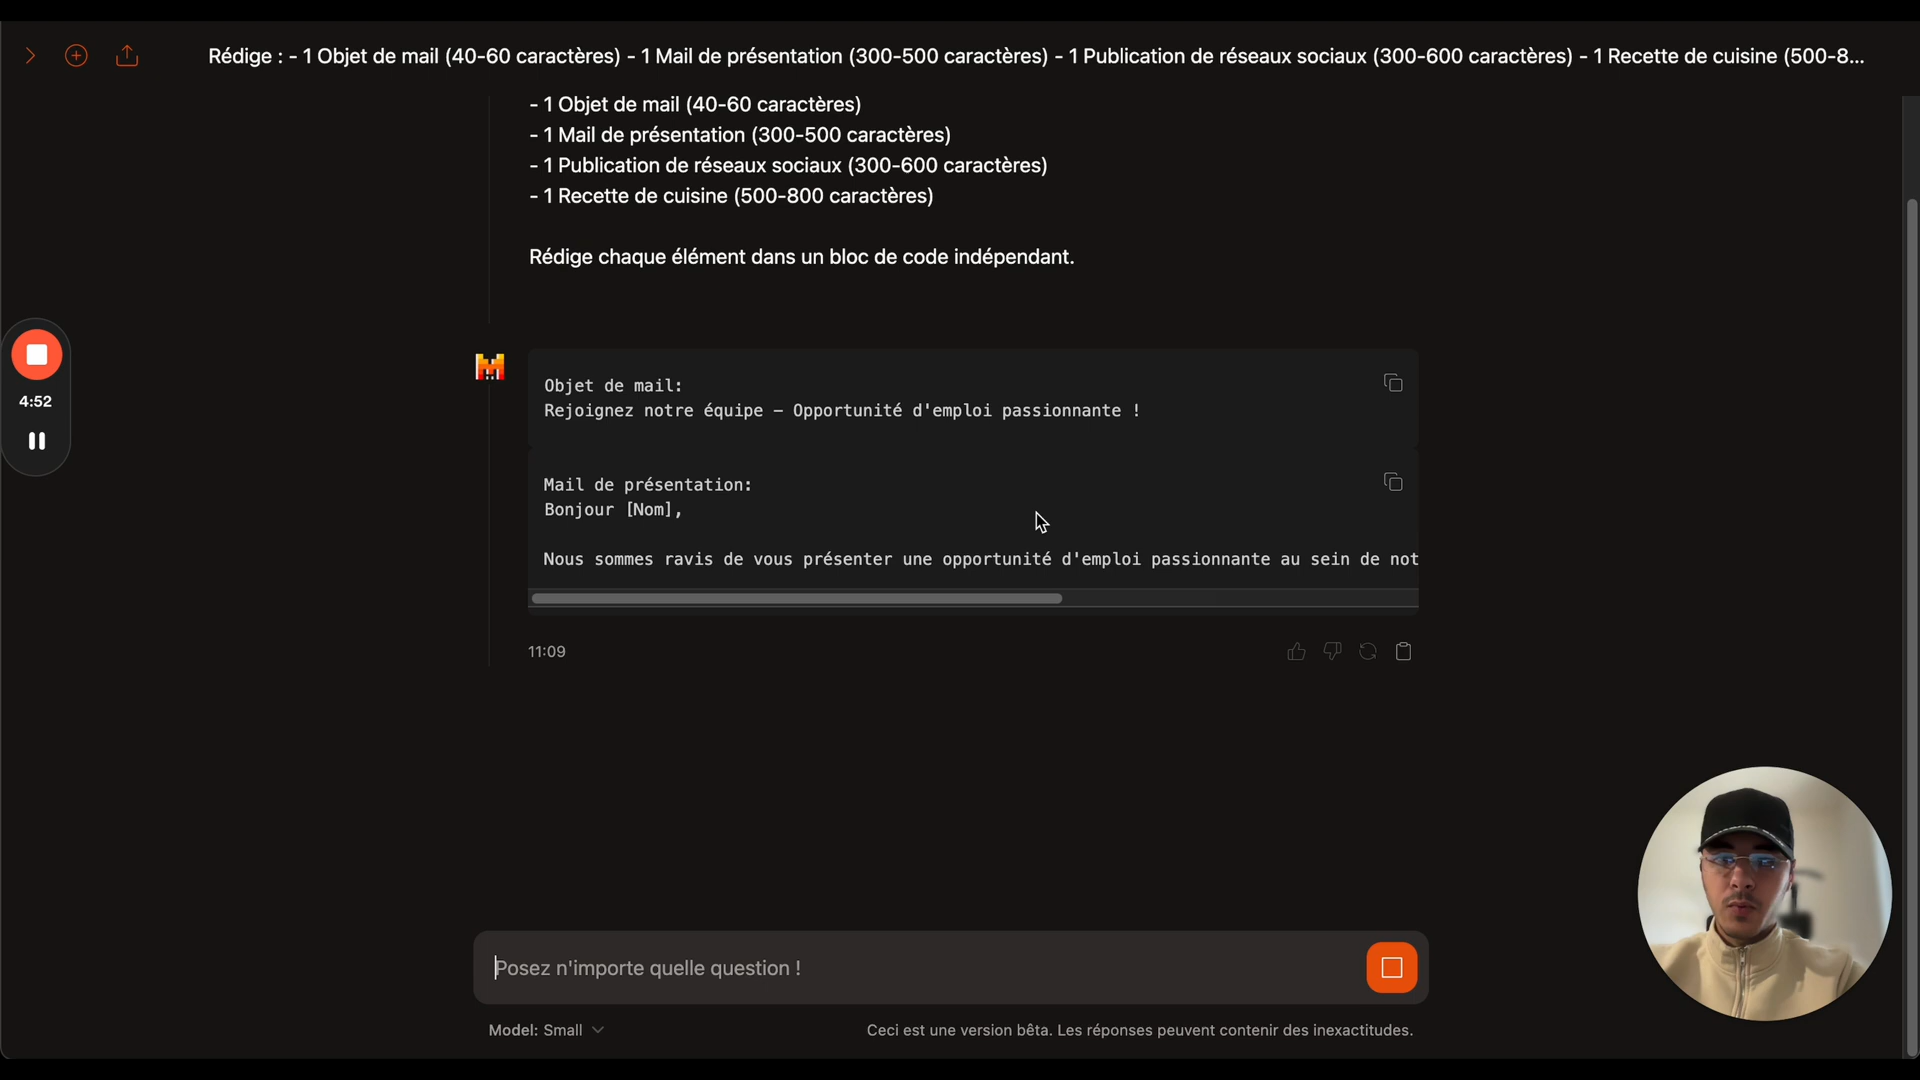 Rédige : - 1 Objet de mail (40-60 caractères) - 1 Mail de présentation (300-500 caractères) - 1 Publication de réseaux sociaux (300-600 caractères) - 1 Recette de cuisine (500-8...
- 1 Objet de mail (40-60 caractères)
- 1 Mail de présentation (300-500 caractères)
- 1 Publication de réseaux sociaux (300-600 caractères)
- 1 Recette de cuisine (500-800 caractères)
Rédige chaque élément dans un bloc de code indépendant.
4:52
Objet de mail:
Rejoignez notre équipe – Opportunité d'emploi passionnante !
Mail de présentation:
Bonjour [Nom],
Nous sommes ravis de vous présenter une opportunité d'emploi passionnante au sein de not
11:09
Posez n'importe quelle question !
Model: Small
Ceci est une version bêta. Les réponses peuvent contenir des inexactitudes.